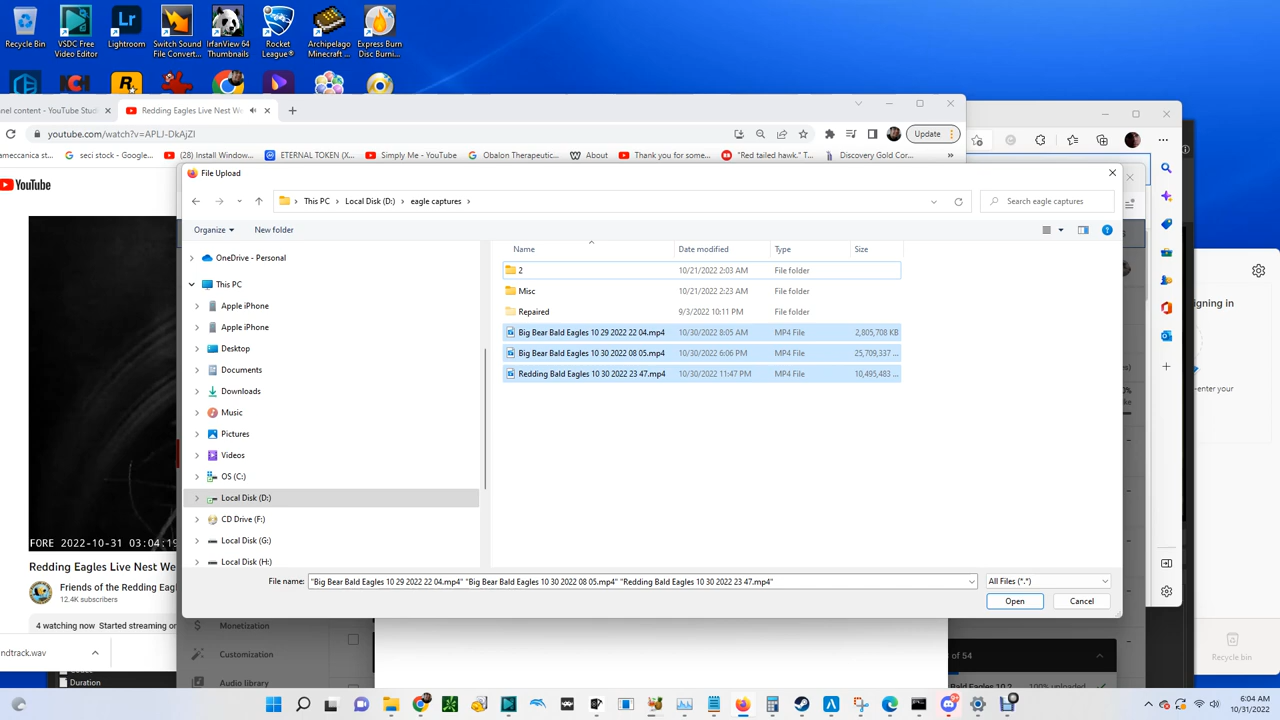 Recycle Bin
VSDC Free Video Editor
Lightroom
Switch Sound File Convert...
IrfanView 64 Thumbnails
Rocket League®
Archipelago Minecraft ...
Express Burn Disc Burni...
nel content - YouTube Studi
Redding Eagles Live Nest We
youtube.com/watch?v=APLJ-DkAjZI
Update
ameccanica st
seci stock - Google...
(28) Install Window...
ETERNAL TOKEN (X...
Simply Me - YouTube
Obalon Therapeutic...
About
Thank you for some...
"Red tailed hawk." T...
Discovery Gold Cor...
»
YouTube
File Upload
This PC > Local Disk (D:) > eagle captures >
Search eagle captures
Organize
New folder
OneDrive - Personal
This PC
Apple iPhone
Apple iPhone
Desktop
Documents
Downloads
Music
Pictures
Videos
OS (C:)
Local Disk (D:)
CD Drive (F:)
Local Disk (G:)
Local Disk (H:)
Name Date modified Type Size
2 10/21/2022 2:03 AM File folder
Misc 10/21/2022 2:23 AM File folder
Repaired 9/3/2022 10:11 PM File folder
Big Bear Bald Eagles 10 29 2022 22 04.mp4 10/30/2022 8:05 AM MP4 File 2,805,708 KB
Big Bear Bald Eagles 10 30 2022 08 05.mp4 10/30/2022 6:06 PM MP4 File 25,709,337 ...
Redding Bald Eagles 10 30 2022 23 47.mp4 10/30/2022 11:47 PM MP4 File 10,495,483 ...
File name: "Big Bear Bald Eagles 10 29 2022 22 04.mp4" "Big Bear Bald Eagles 10 30 2022 08 05.mp4" "Redding Bald Eagles 10 30 2022 23 47.mp4"
All Files (*.*)
Open
Cancel
FORE 2022-10-31 03:04:19
Redding Eagles Live Nest We
Friends of the Redding Eag
12.4K subscribers
4 watching now Started streaming on
ndtrack.wav
Duration
Monetization
Customization
Audio library
of 54
Bald Eagles 10 2
100% uploaded
igning in
-enter your
Recycle bin
6:04 AM
10/31/2022